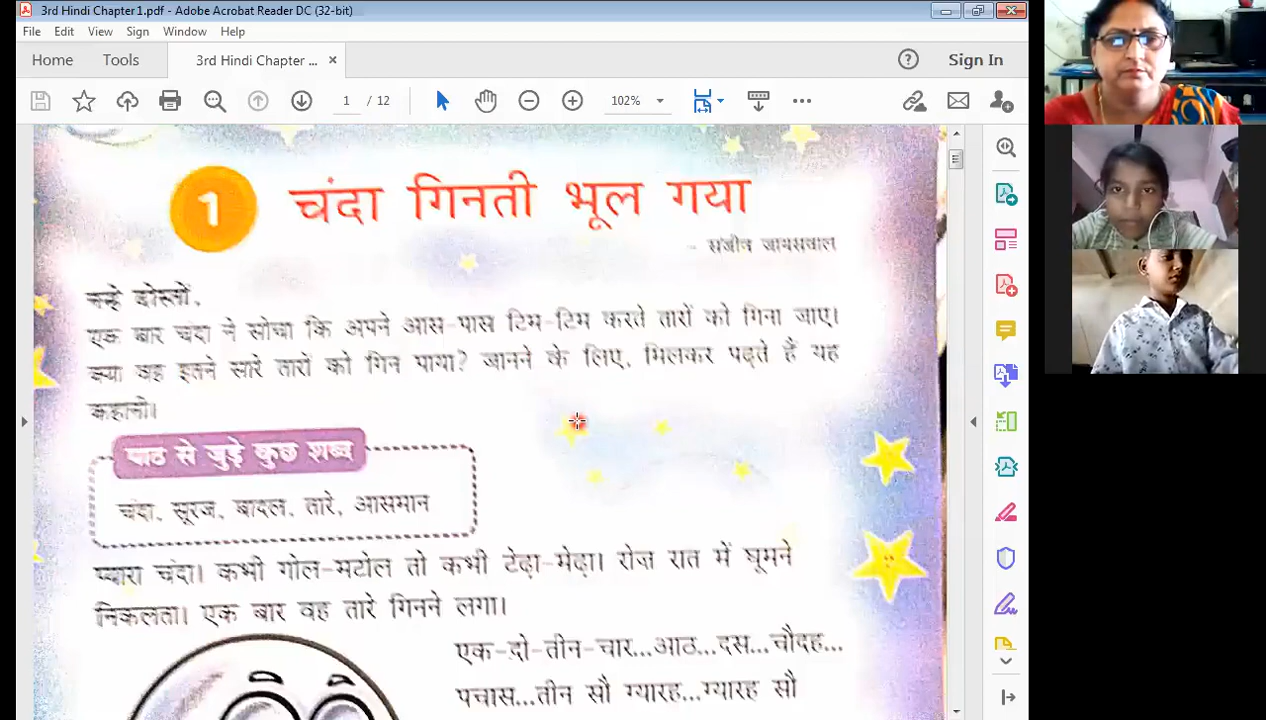 3rd Hindi Chapter1.pdf - Adobe Acrobat Reader DC (32-bit)
File Edit View Sign Window Help
Home Tools 3rd Hindi Chapter ... × Sign In
1 / 12 102%
1 चंदा गिनती भूल गया
- संजीव जायसवाल
नन्हे दोस्तों,
एक बार चंदा ने सोचा कि अपने आस-पास टिम-टिम करते तारों को गिना जाए।
क्या वह इतने सारे तारों को गिन पाया? जानने के लिए, मिलकर पढ़ते हैं यह
कहानी।
पाठ से जुड़े कुछ शब्द
चंदा, सूरज, बादल, तारे, आसमान
प्यारा चंदा। कभी गोल-मटोल तो कभी टेढ़ा-मेढ़ा। रोज़ रात में घूमने
निकलता। एक बार वह तारे गिनने लगा।
एक-दो-तीन-चार...आठ...दस...चौदह...
पचास...तीन सौ ग्यारह...ग्यारह सौ